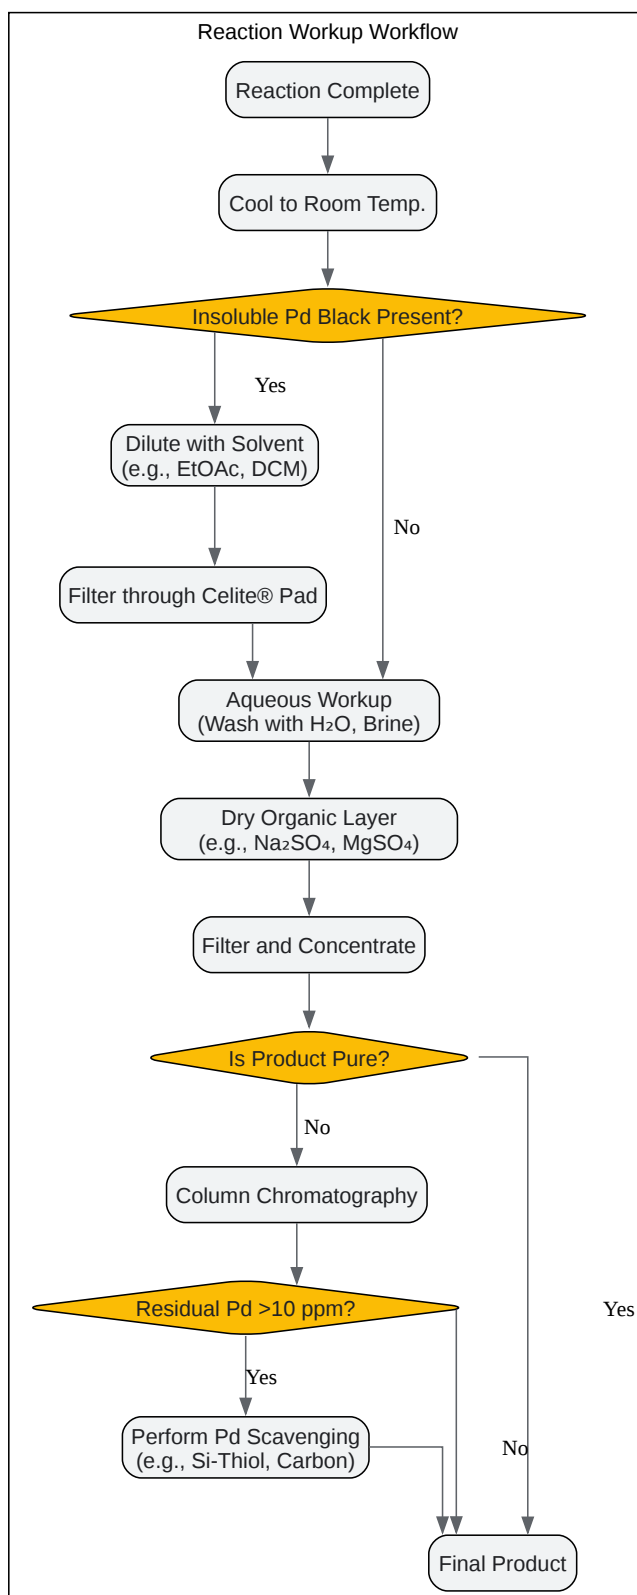 Reaction Workup Workflow
Reaction Complete
Cool to Room Temp.
Insoluble Pd Black Present?
Yes
Dilute with Solvent
(e.g., EtOAc, DCM)
No
Filter through Celite® Pad
Aqueous Workup
(Wash with H₂O, Brine)
Dry Organic Layer
(e.g., Na₂SO₄, MgSO₄)
Filter and Concentrate
Is Product Pure?
No
Column Chromatography
Residual Pd >10 ppm?
Yes
Yes
Perform Pd Scavenging
(e.g., Si-Thiol, Carbon)
No
Final Product